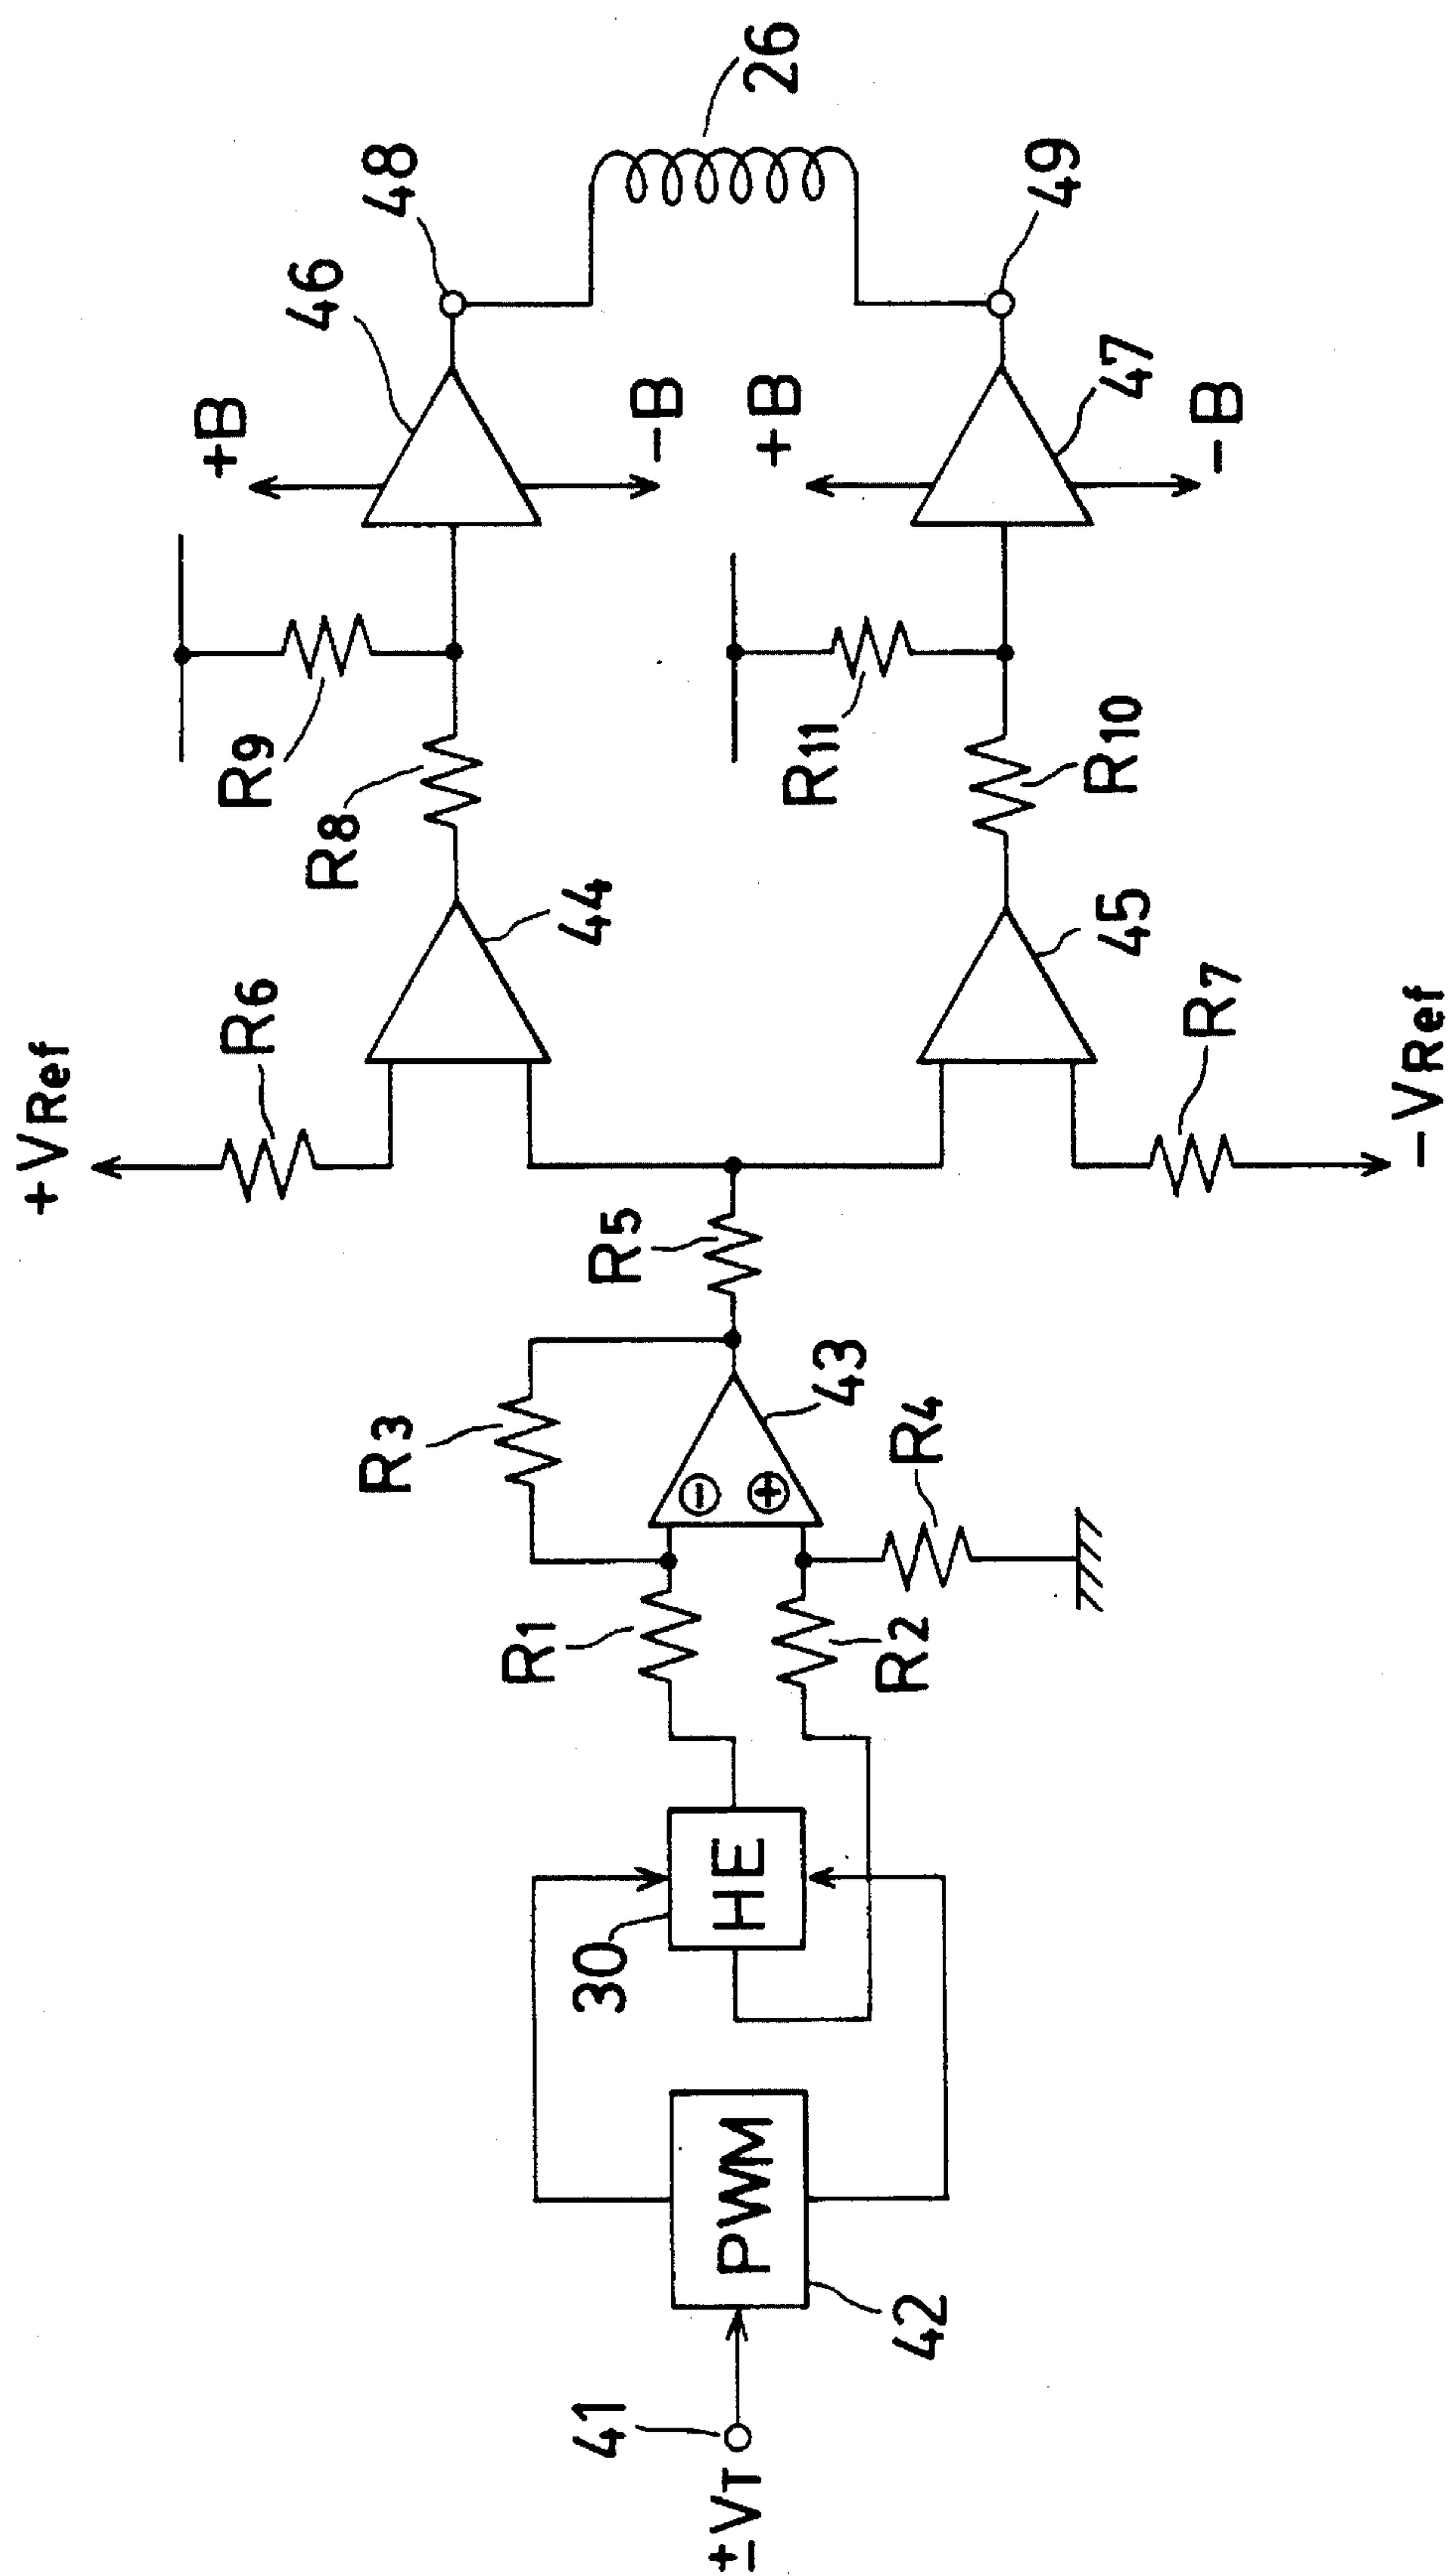 ±VT
41
PWM
42
30
HE
R1
R2
R3
43
R4
R5
+VRef
R6
44
45
R7
−VRef
R8
R9
R10
R11
+B
46
−B
48
+B
47
−B
49
26